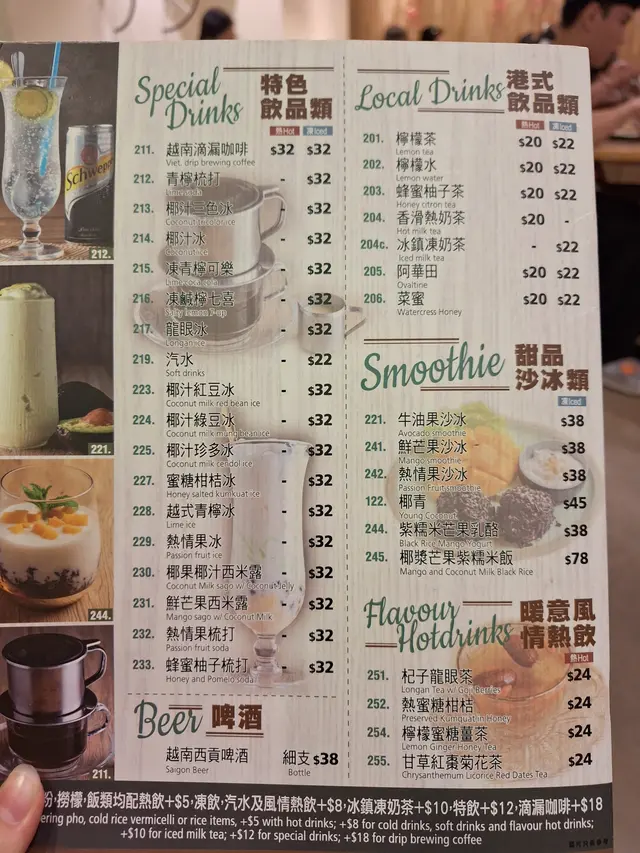 Special
Drinks
特色
飲品類
熱Hot 凍Iced
211. 越南滴漏咖啡 $32 $32
Viet. drip brewing coffee
212. 青檸梳打 - $32
Lime soda
213. 椰汁三色冰 - $32
Coconut tricolor ice
214. 椰汁冰 - $32
Coconut ice
215. 凍青檸可樂 - $32
Lime coca cola
216. 凍鹹檸七喜 - $32
Salty lemon 7-up
217. 龍眼冰 - $32
Longan ice
219. 汽水 - $22
Soft drinks
223. 椰汁紅豆冰 - $32
Coconut milk red bean ice
224. 椰汁綠豆冰 - $32
Coconut milk mung bean ice
225. 椰汁珍多冰 - $32
Coconut milk cendol ice
227. 蜜糖柑桔冰 - $32
Honey salted kumkuat ice
228. 越式青檸冰 - $32
Lime ice
229. 熱情果冰 - $32
Passion fruit ice
230. 椰果椰汁西米露 - $32
Coconut Milk sago w/ Coconut Jelly
231. 鮮芒果西米露 - $32
Mango sago w/ Coconut Milk
232. 熱情果梳打 - $32
Passion fruit soda
233. 蜂蜜柚子梳打 - $32
Honey and Pomelo soda
Beer 啤酒
越南西貢啤酒 細支 $38
Saigon Beer Bottle
Local Drinks
港式
飲品類
熱Hot 凍Iced
201. 檸檬茶 $20 $22
Lemon tea
202. 檸檬水 $20 $22
Lemon water
203. 蜂蜜柚子茶 $20 $22
Honey citron tea
204. 香滑熱奶茶 $20 -
Hot milk tea
204c. 冰鎮凍奶茶 - $22
Iced milk tea
205. 阿華田 $20 $22
Ovaltine
206. 菜蜜 $20 $22
Watercress Honey
Smoothie
甜品
沙冰類
凍Iced
221. 牛油果沙冰 $38
Avocado smoothie
241. 鮮芒果沙冰 $38
Mango smoothie
242. 熱情果沙冰 $38
Passion Fruit smoothie
122. 椰青 $45
Young Coconut
244. 紫糯米芒果乳酪 $38
Black Rice Mango Yogurt
245. 椰漿芒果紫糯米飯 $78
Mango and Coconut Milk Black Rice
Flavour
Hotdrinks
暖意風
情熱飲
熱Hot
251. 杞子龍眼茶 $24
Longan Tea w/ Goji Berries
252. 熱蜜糖柑桔 $24
Preserved Kumquat in Honey
254. 檸檬蜜糖薑茶 $24
Lemon Ginger Honey Tea
255. 甘草紅棗菊花茶 $24
Chrysanthemum Licorice Red Dates Tea
Schweppes
212.
221.
244.
211.
粉,撈檬,飯類均配熱飲+$5,凍飲,汽水及風情熱飲+$8,冰鎮凍奶茶+$10,特飲+$12,滴漏咖啡+$18
ering pho, cold rice vermicelli or rice items, +$5 with hot drinks; +$8 for cold drinks, soft drinks and flavour hot drinks;
+$10 for iced milk tea; +$12 for special drinks; +$18 for drip brewing coffee